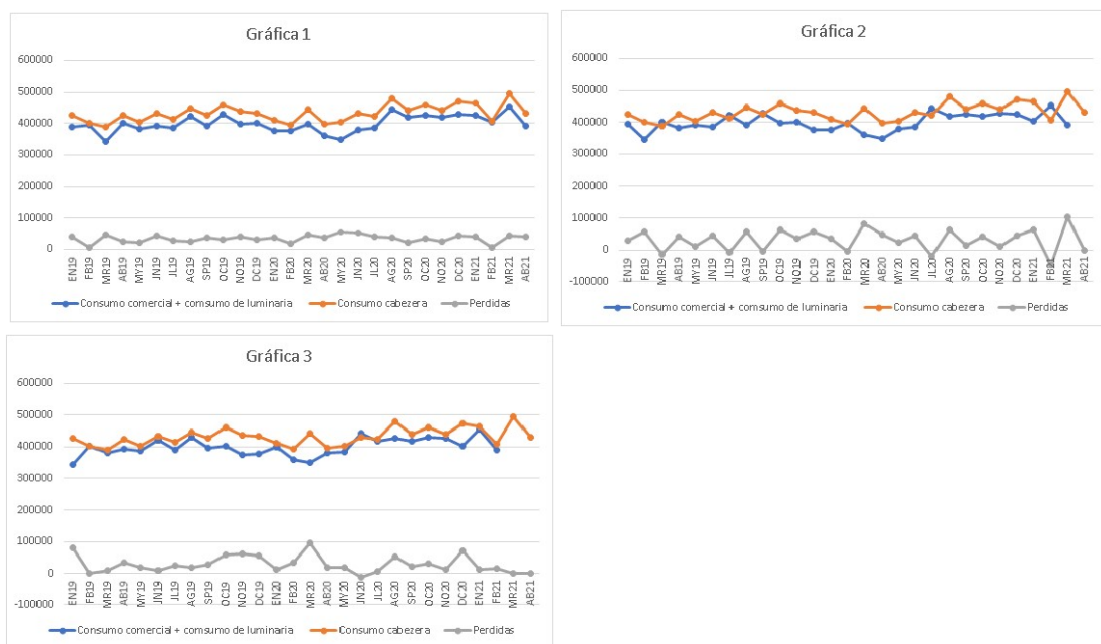 Gráfica 1
600000
500000
400000
300000
200000
100000
0
EN19 FB19 MR19 AB19 MY19 JN19 JL19 AG19 SP19 OC19 NO19 DC19 EN20 FB20 MR20 AB20 MY20 JN20 JL20 AG20 SP20 OC20 NO20 DC20 EN21 FB21 MR21 AB21
Consumo comercial + comsumo de luminaria Consumo cabezera Perdidas
Gráfica 2
600000
500000
400000
300000
200000
100000
0
-100000
EN19 FB19 MR19 AB19 MY19 JN19 JL19 AG19 SP19 OC19 NO19 DC19 EN20 FB20 MR20 AB20 MY20 JN20 JL20 AG20 SP20 OC20 NO20 DC20 EN21 FB21 MR21 AB21
Consumo comercial + comsumo de luminaria Consumo cabezera Perdidas
Gráfica 3
600000
500000
400000
300000
200000
100000
0
-100000
EN19 FB19 MR19 AB19 MY19 JN19 JL19 AG19 SP19 OC19 NO19 DC19 EN20 FB20 MR20 AB20 MY20 JN20 JL20 AG20 SP20 OC20 NO20 DC20 EN21 FB21 MR21 AB21
Consumo comercial + comsumo de luminaria Consumo cabezera Perdidas